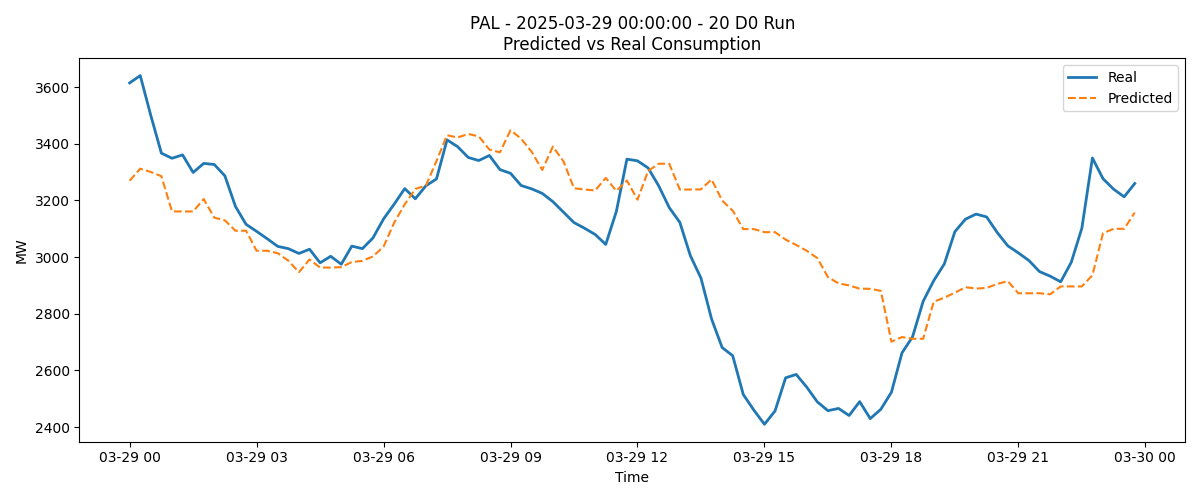 PAL - 2025-03-29 00:00:00 - 20 D0 Run
Predicted vs Real Consumption
Real
Predicted
MW
3600
3400
3200
3000
2800
2600
2400
03-29 00
03-29 03
03-29 06
03-29 09
03-29 12
03-29 15
03-29 18
03-29 21
03-30 00
Time